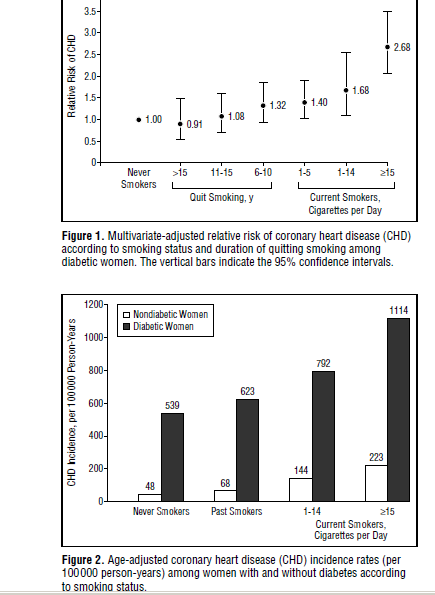 3.5
3.0
2.5
2.0
1.5
1.0
0.5
0
Relative Risk of CHD
1.00
0.91
1.08
1.32
1.40
1.68
2.68
Never Smokers
>15
11-15
6-10
1-5
1-14
≥15
Quit Smoking, y
Current Smokers,
Cigarettes per Day
Figure 1. Multivariate-adjusted relative risk of coronary heart disease (CHD)
according to smoking status and duration of quitting smoking among
diabetic women. The vertical bars indicate the 95% confidence intervals.
1200
1000
800
600
400
200
0
CHD Incidence, per 100 000 Person-Years
Nondiabetic Women
Diabetic Women
48
539
68
623
144
792
223
1114
Never Smokers
Past Smokers
1-14
≥15
Current Smokers,
Cigarettes per Day
Figure 2. Age-adjusted coronary heart disease (CHD) incidence rates (per
100 000 person-years) among women with and without diabetes according
to smoking status.